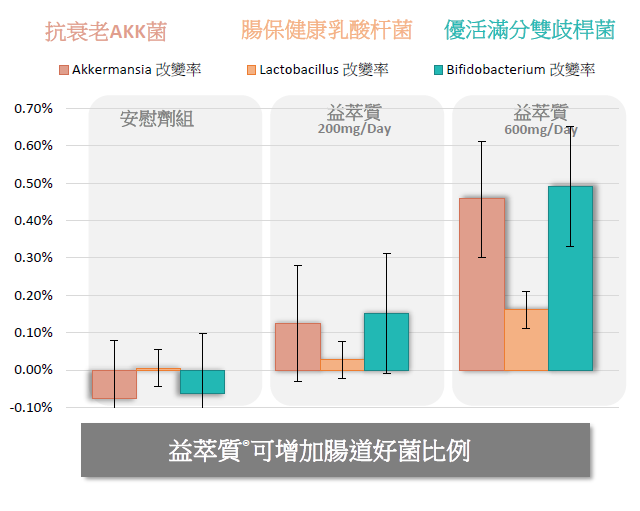 抗衰老AKK菌 腸保健康乳酸杆菌 優活滿分雙歧桿菌
Akkermansia 改變率 Lactobacillus 改變率 Bifidobacterium 改變率
0.70%
安慰劑組 益萃質 益萃質
200mg/Day 600mg/Day
0.60%
0.50%
0.40%
0.30%
0.20%
0.10%
0.00%
-0.10%
益萃質®可增加腸道好菌比例